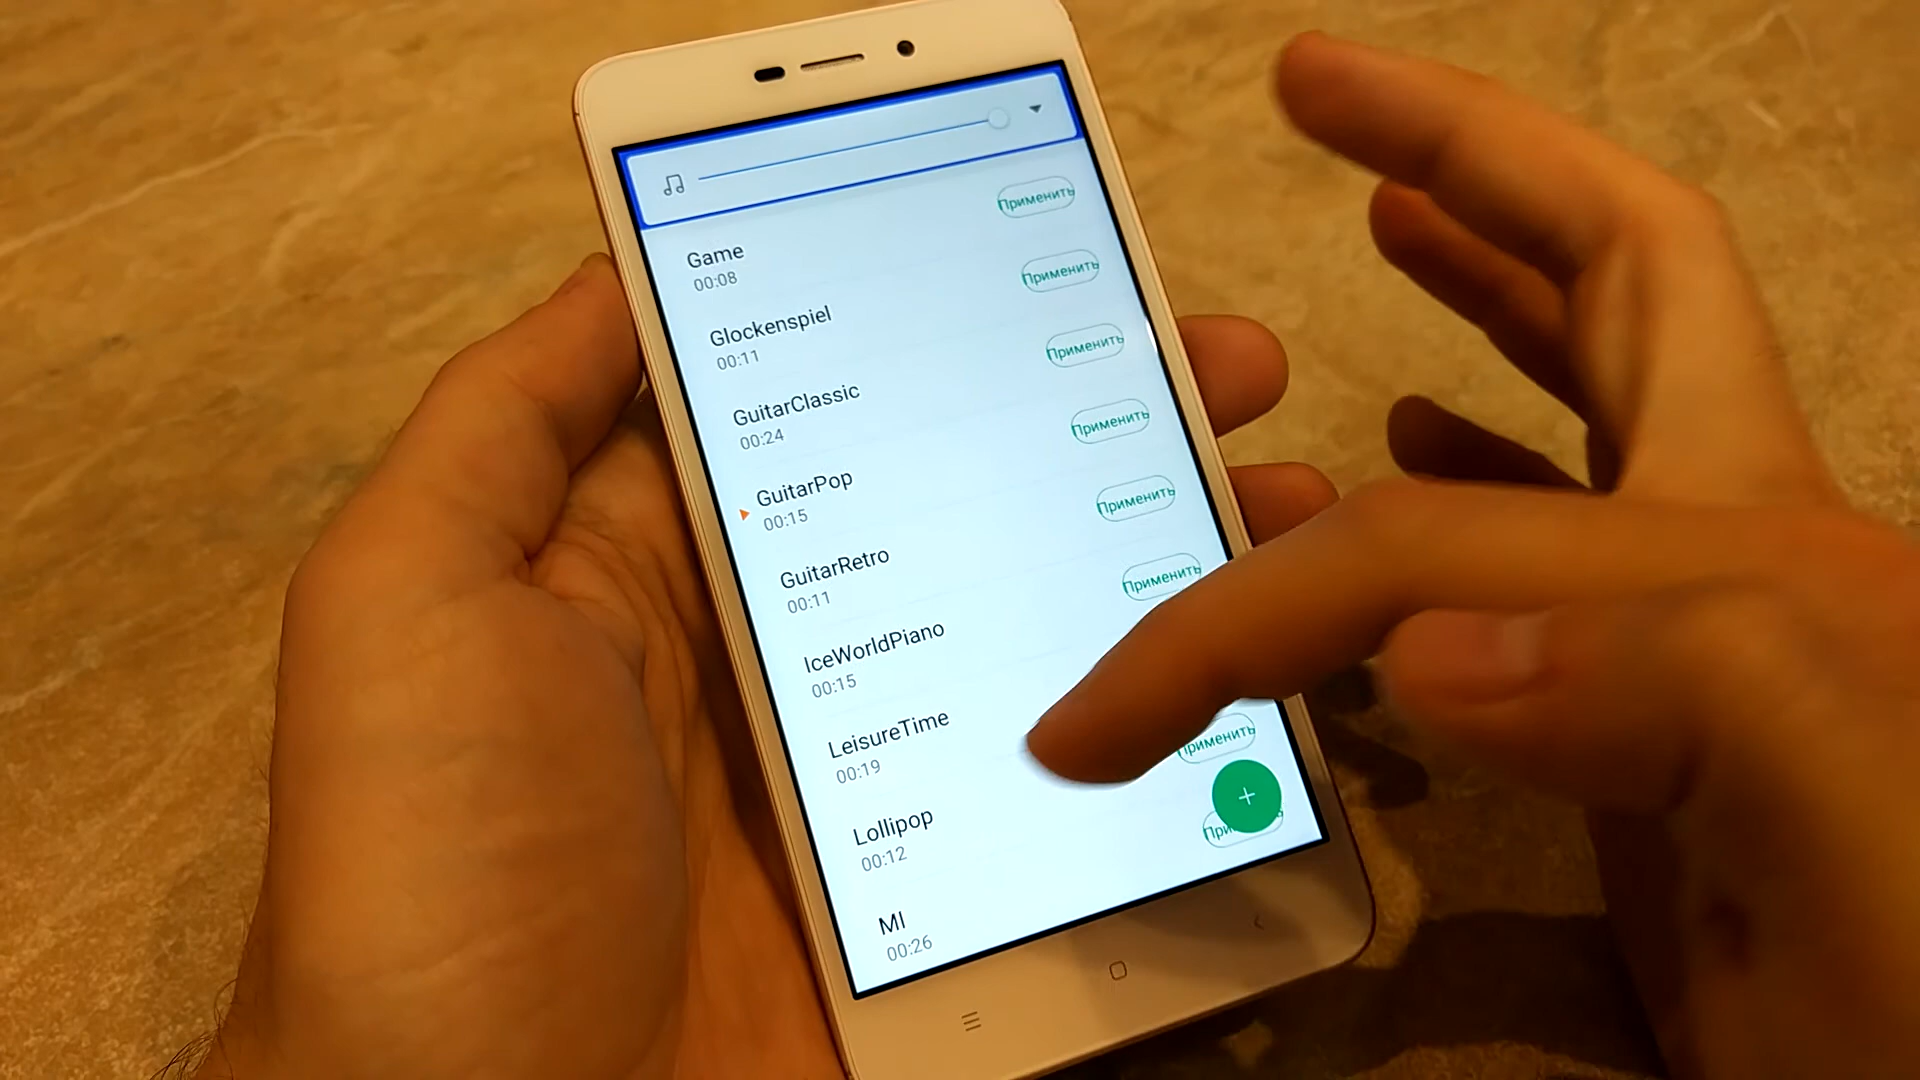 Применить
Game
00:08
Применить
Glockenspiel
00:11
Применить
GuitarClassic
00:24
Применить
GuitarPop
00:15
Применить
GuitarRetro
00:11
Применить
IceWorldPiano
00:15
LeisureTime
00:19
Применить
+
Lollipop
00:12
При
MI
00:26